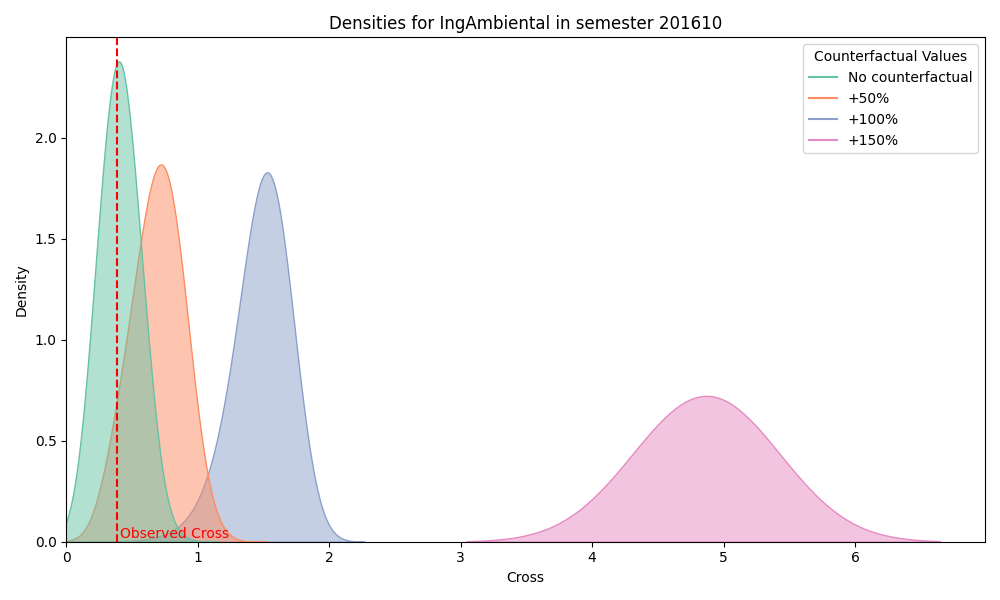 Densities for IngAmbiental in semester 201610
Counterfactual Values
No counterfactual
+50%
+100%
+150%
Density
2.0
1.5
1.0
0.5
0.0
Observed Cross
0 1 2 3 4 5 6
Cross